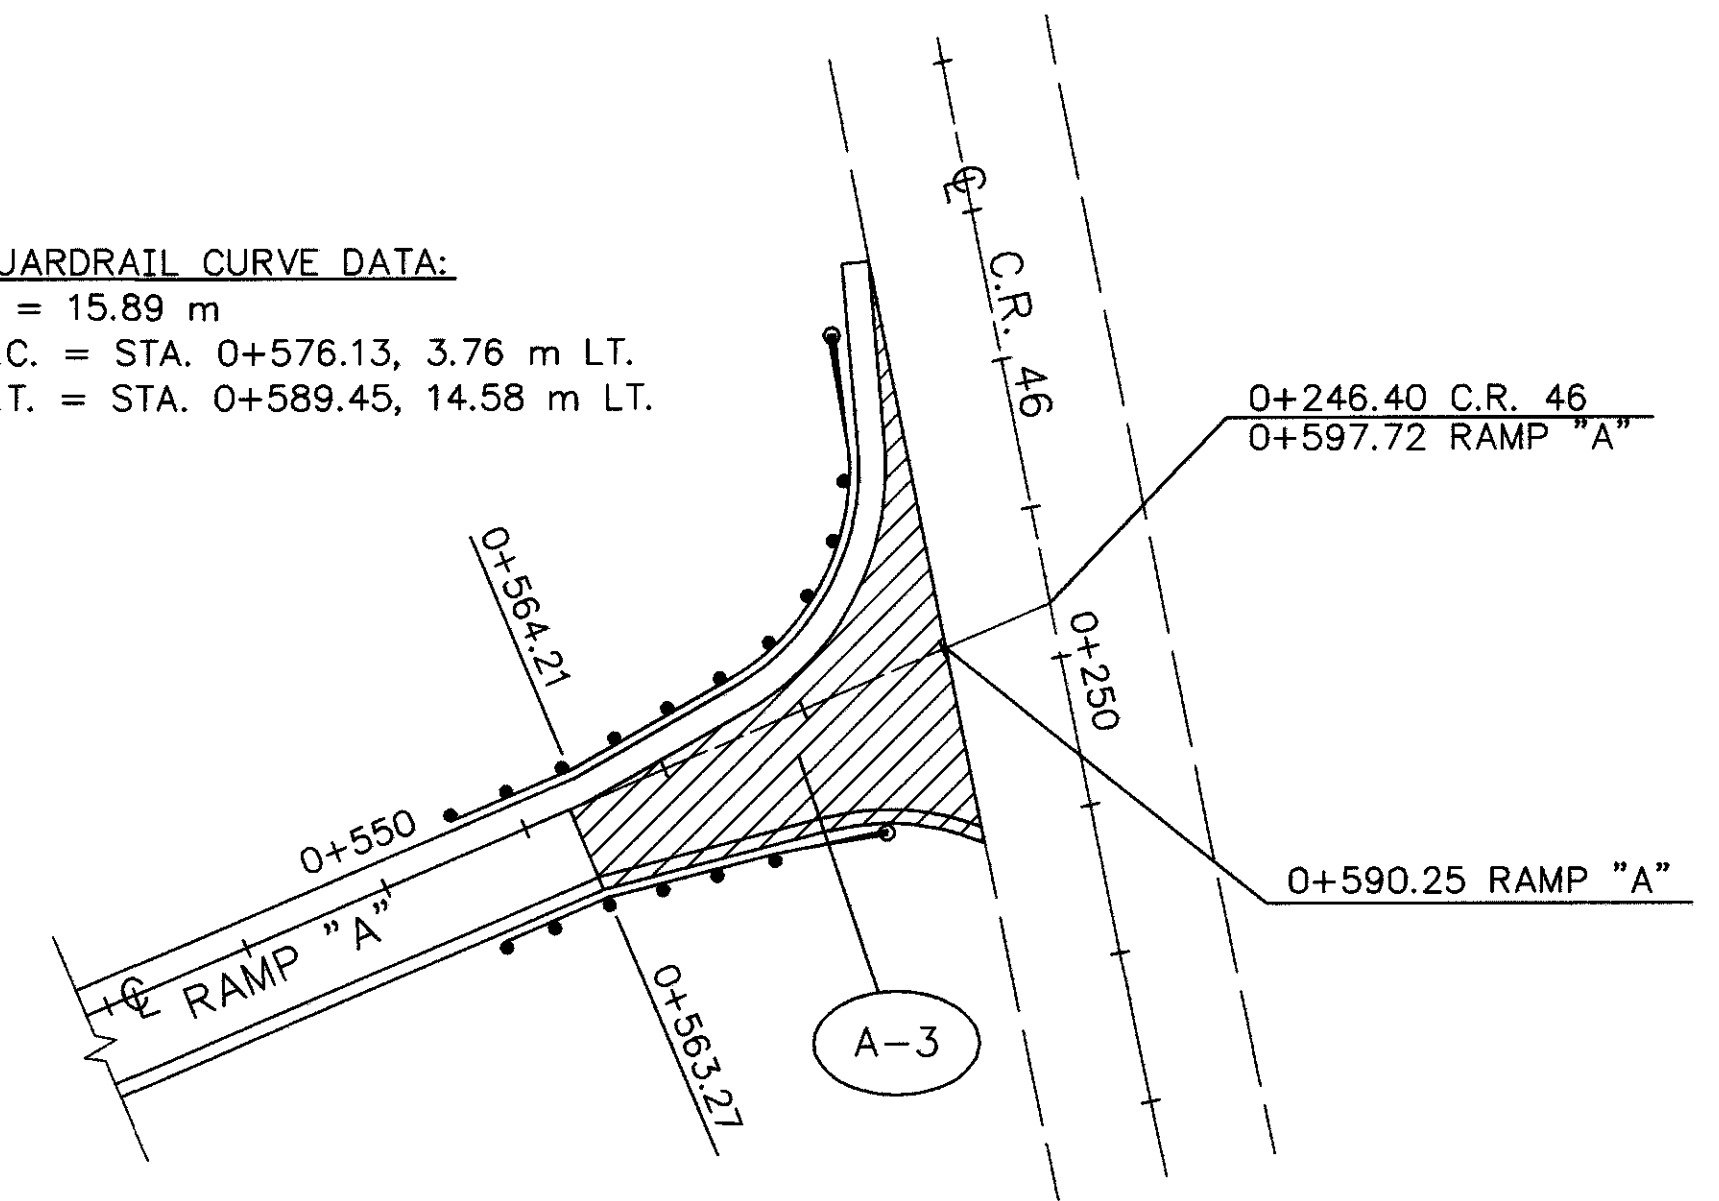 UARDRAIL CURVE DATA:
= 15.89 m
.C. = STA. 0+576.13, 3.76 m LT.
.T. = STA. 0+589.45, 14.58 m LT.
℄ C.R. 46
0+246.40 C.R. 46
0+597.72 RAMP "A"
0+564.21
0+250
0+550
0+590.25 RAMP "A"
℄ RAMP "A"
0+563.27
A-3